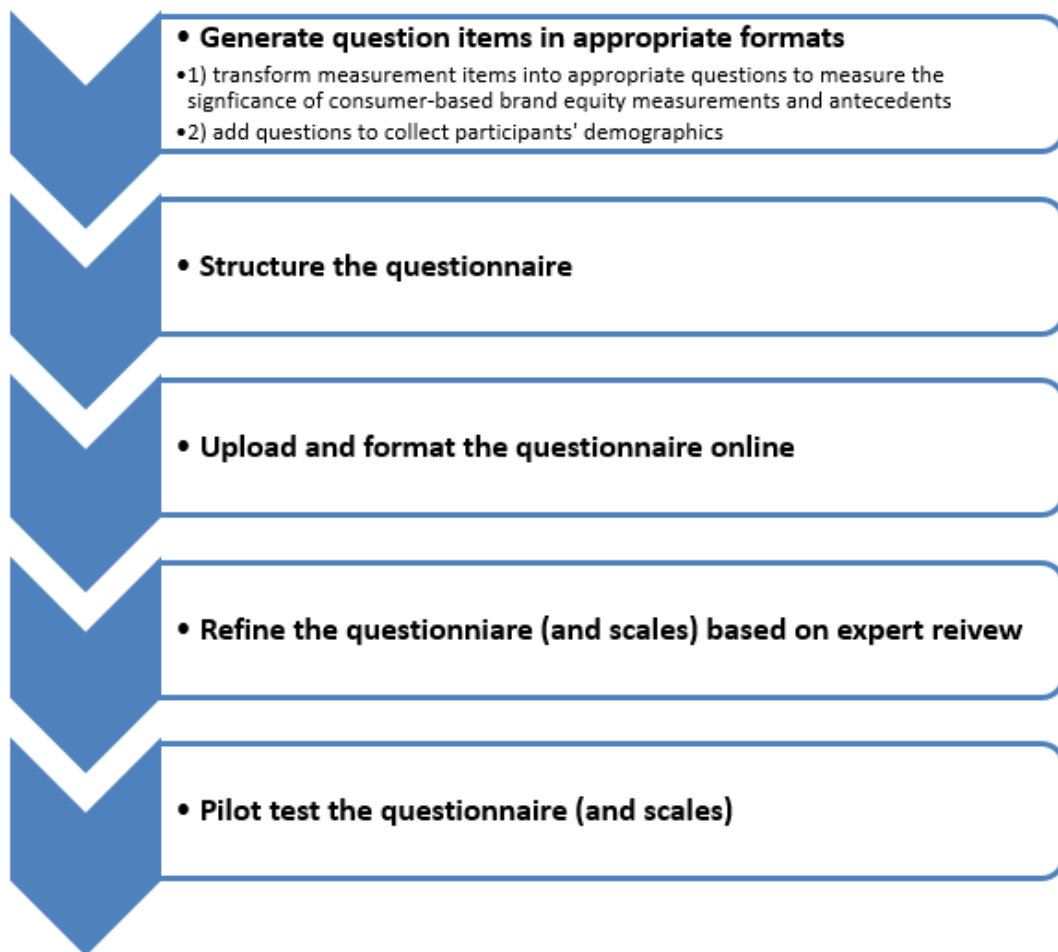 • Generate question items in appropriate formats
•1) transform measurement items into appropriate questions to measure the
signficance of consumer-based brand equity measurements and antecedents
•2) add questions to collect participants' demographics
• Structure the questionnaire
• Upload and format the questionnaire online
• Refine the questionniare (and scales) based on expert reivew
• Pilot test the questionnaire (and scales)